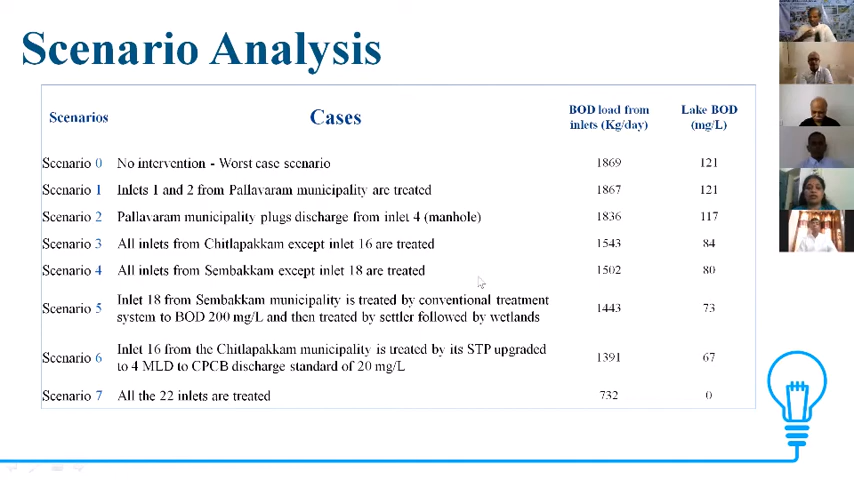 Scenario Analysis
Scenarios Cases BOD load from inlets (Kg/day) Lake BOD (mg/L)
Scenario 0 No intervention - Worst case scenario 1869 121
Scenario 1 Inlets 1 and 2 from Pallavaram municipality are treated 1867 121
Scenario 2 Pallavaram municipality plugs discharge from inlet 4 (manhole) 1836 117
Scenario 3 All inlets from Chitlapakkam except inlet 16 are treated 1543 84
Scenario 4 All inlets from Sembakkam except inlet 18 are treated 1502 80
Scenario 5 Inlet 18 from Sembakkam municipality is treated by conventional treatment
system to BOD 200 mg/L and then treated by settler followed by wetlands 1443 73
Scenario 6 Inlet 16 from the Chitlapakkam municipality is treated by its STP upgraded
to 4 MLD to CPCB discharge standard of 20 mg/L 1391 67
Scenario 7 All the 22 inlets are treated 732 0